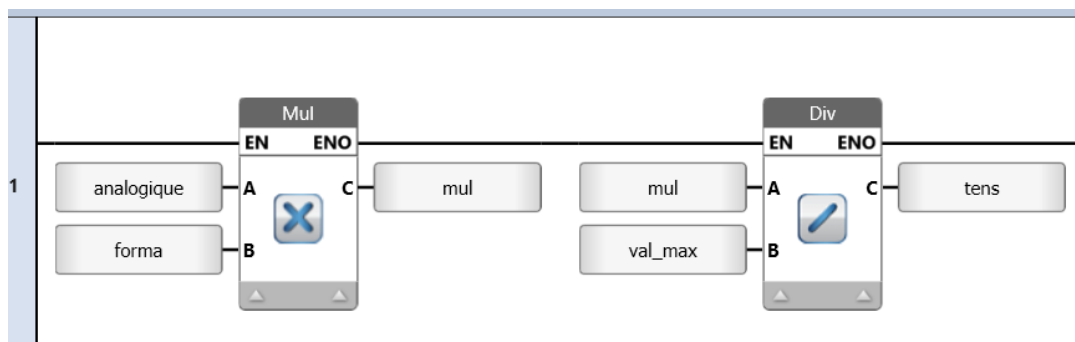 Mul
Div
EN ENO
EN ENO
1
analogique
A
C
mul
mul
A
C
tens
forma
B
val_max
B